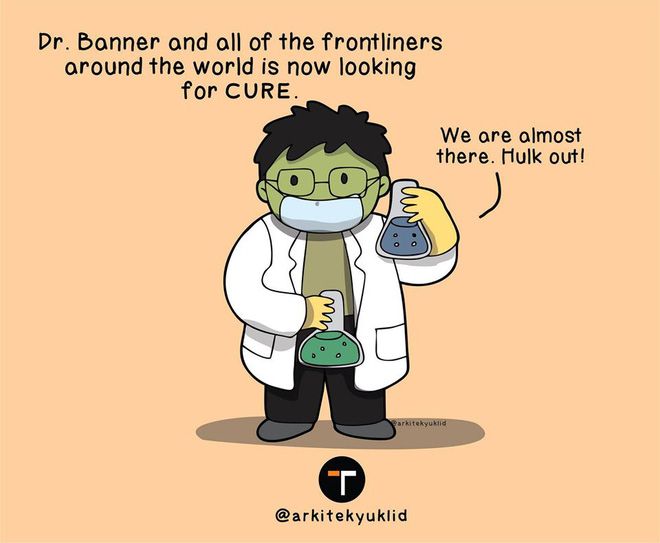 Dr. Banner and all of the frontliners
around the world is now looking
for CURE.
We are almost
there. Hulk out!
@arkitekyuklid
T
@arkitekyuklid